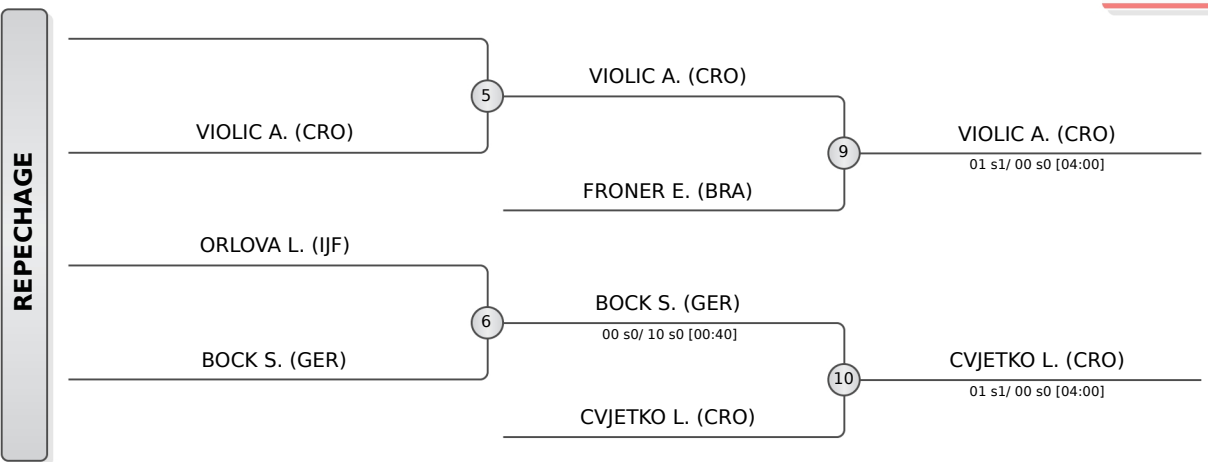 REPECHAGE
VIOLIC A. (CRO)
5
VIOLIC A. (CRO)
FRONER E. (BRA)
9
VIOLIC A. (CRO)
01 s1/ 00 s0 [04:00]
ORLOVA L. (IJF)
BOCK S. (GER)
6
BOCK S. (GER)
00 s0/ 10 s0 [00:40]
CVJETKO L. (CRO)
10
CVJETKO L. (CRO)
01 s1/ 00 s0 [04:00]